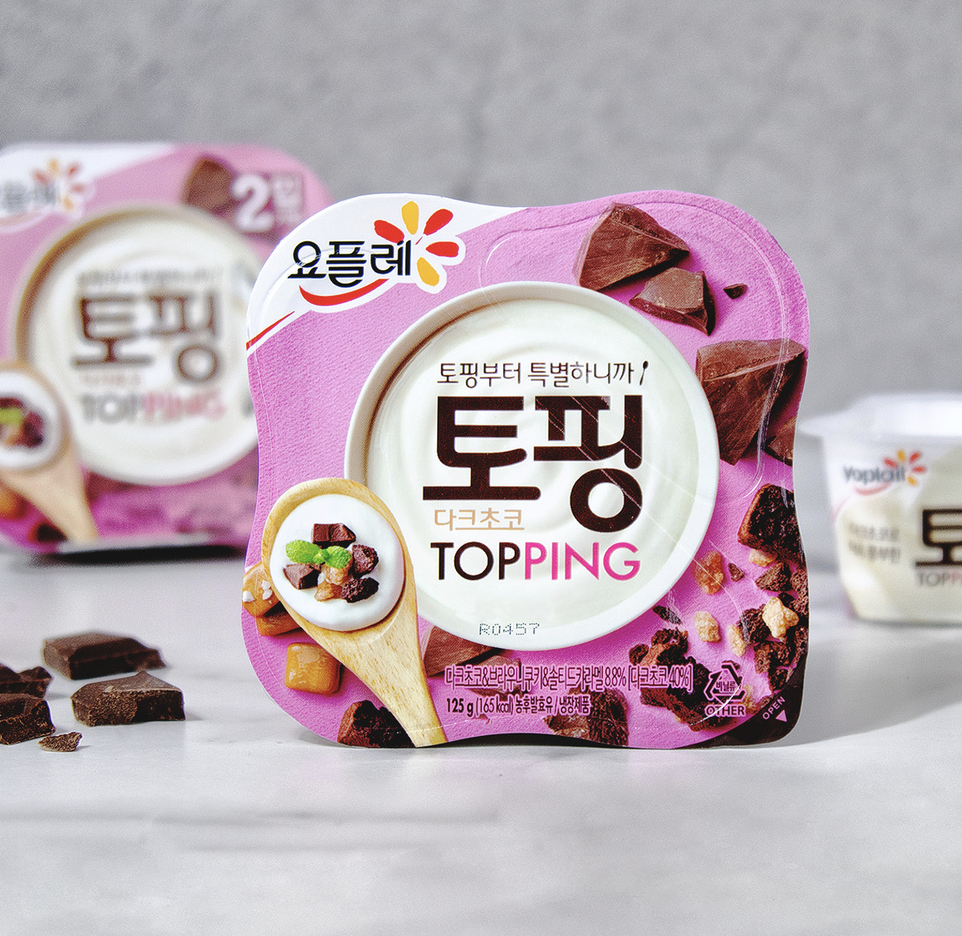 요플레
토핑부터 특별하니까
토핑
다크초코
TOPPING
R0457
다크초코&브라우니쿠키&솔티드카라멜 8.8% [다크초코 40%]
125 g (165 kcal) 농후발효유 / 냉장제품
OTHER
OPEN
요플레
2
토핑
TOPPING
Yoplait